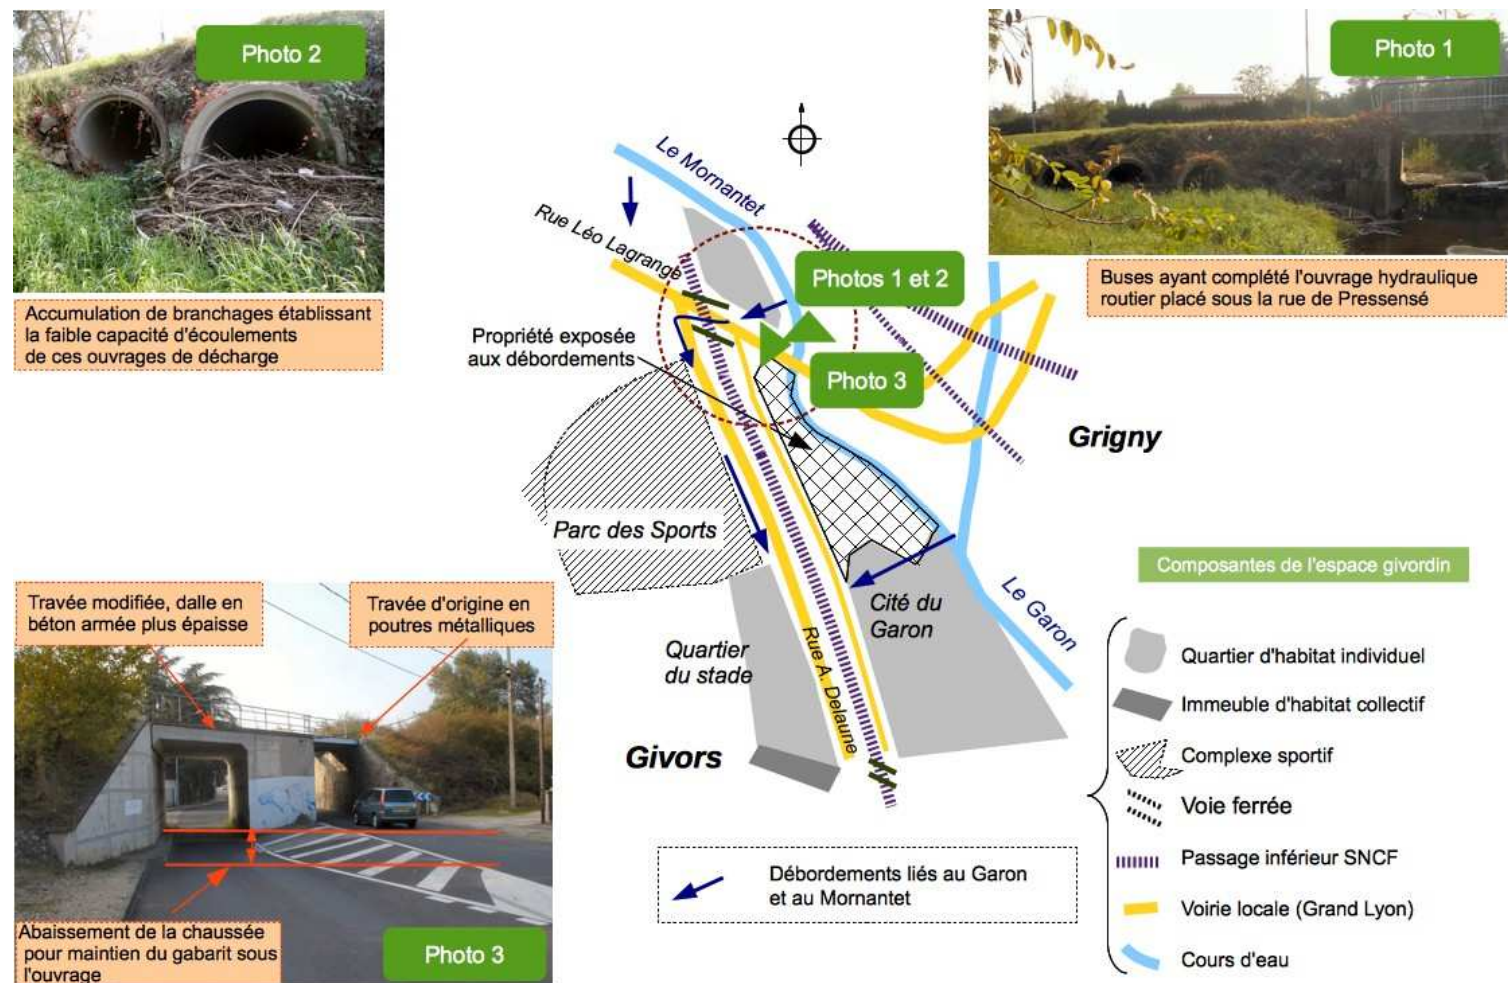 Photo 2
Accumulation de branchages établissant
la faible capacité d'écoulements
de ces ouvrages de décharge
Photo 1
Buses ayant complété l'ouvrage hydraulique
routier placé sous la rue de Pressensé
Le Mornantet
Rue Léo Lagrange
Photos 1 et 2
Propriété exposée
aux débordements
Photo 3
Grigny
Parc des Sports
Cité du
Garon
Le Garon
Quartier
du stade
Rue A. Delaune
Givors
Débordements liés au Garon
et au Mornantet
Composantes de l'espace givordin
Quartier d'habitat individuel
Immeuble d'habitat collectif
Complexe sportif
Voie ferrée
Passage inférieur SNCF
Voirie locale (Grand Lyon)
Cours d'eau
Travée modifiée, dalle en
béton armée plus épaisse
Travée d'origine en
poutres métalliques
Abaissement de la chaussée
pour maintien du gabarit sous
l'ouvrage
Photo 3